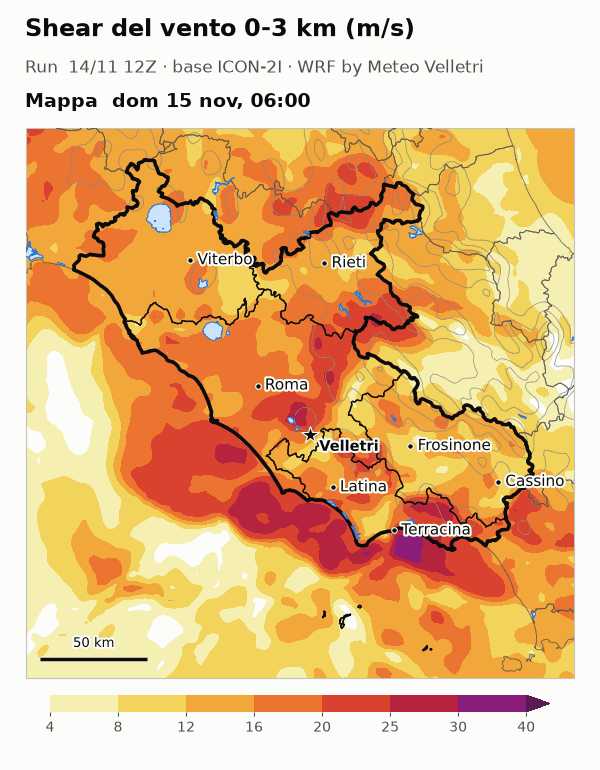 Shear del vento 0-3 km (m/s)
Run 14/11 12Z · base ICON-2I · WRF by Meteo Velletri
Mappa dom 15 nov, 06:00
Viterbo
Rieti
Roma
Velletri
Frosinone
Latina
Cassino
Terracina
50 km
4 8 12 16 20 25 30 40